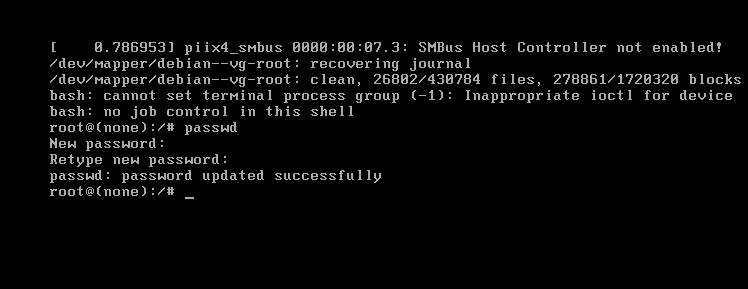 [    0.786953] piix4_smbus 0000:00:07.3: SMBus Host Controller not enabled!
/dev/mapper/debian--vg-root: recovering journal
/dev/mapper/debian--vg-root: clean, 26802/430784 files, 278861/1720320 blocks
bash: cannot set terminal process group (-1): Inappropriate ioctl for device
bash: no job control in this shell
root@(none):/# passwd
New password:
Retype new password:
passwd: password updated successfully
root@(none):/# _